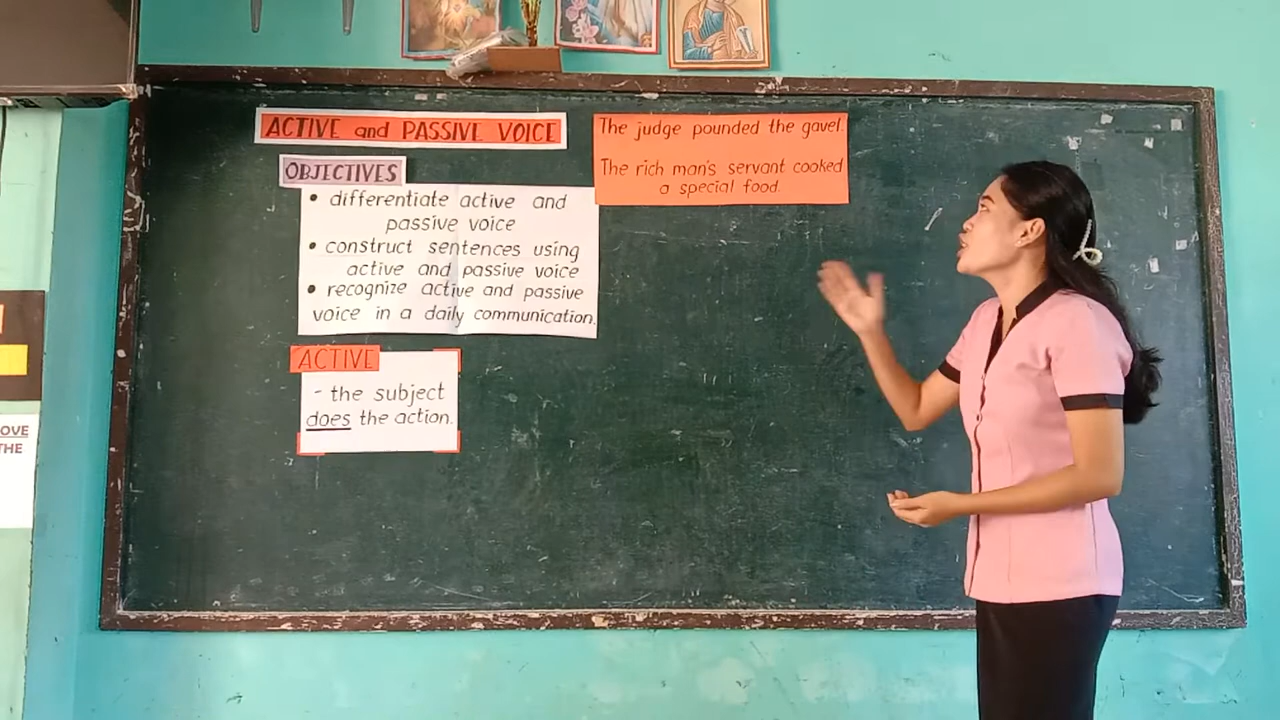 ACTIVE and PASSIVE VOICE
OBJECTIVES
• differentiate active and
passive voice
• construct sentences using
active and passive voice
• recognize active and passive
voice in a daily communication.
ACTIVE
- the subject
does the action.
The judge pounded the gavel.
The rich man's servant cooked
a special food.
OVE
THE